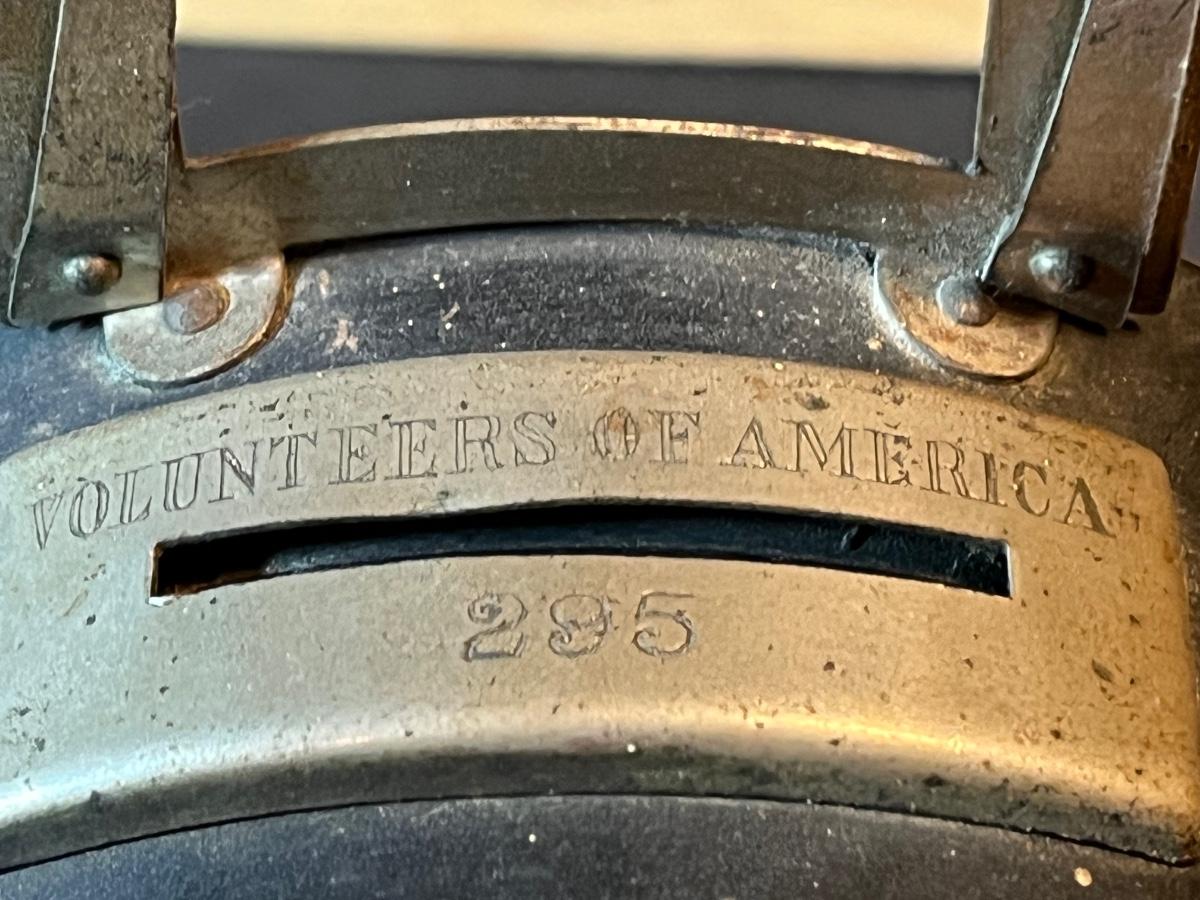 VOLUNTEERS OF AMERICA
295